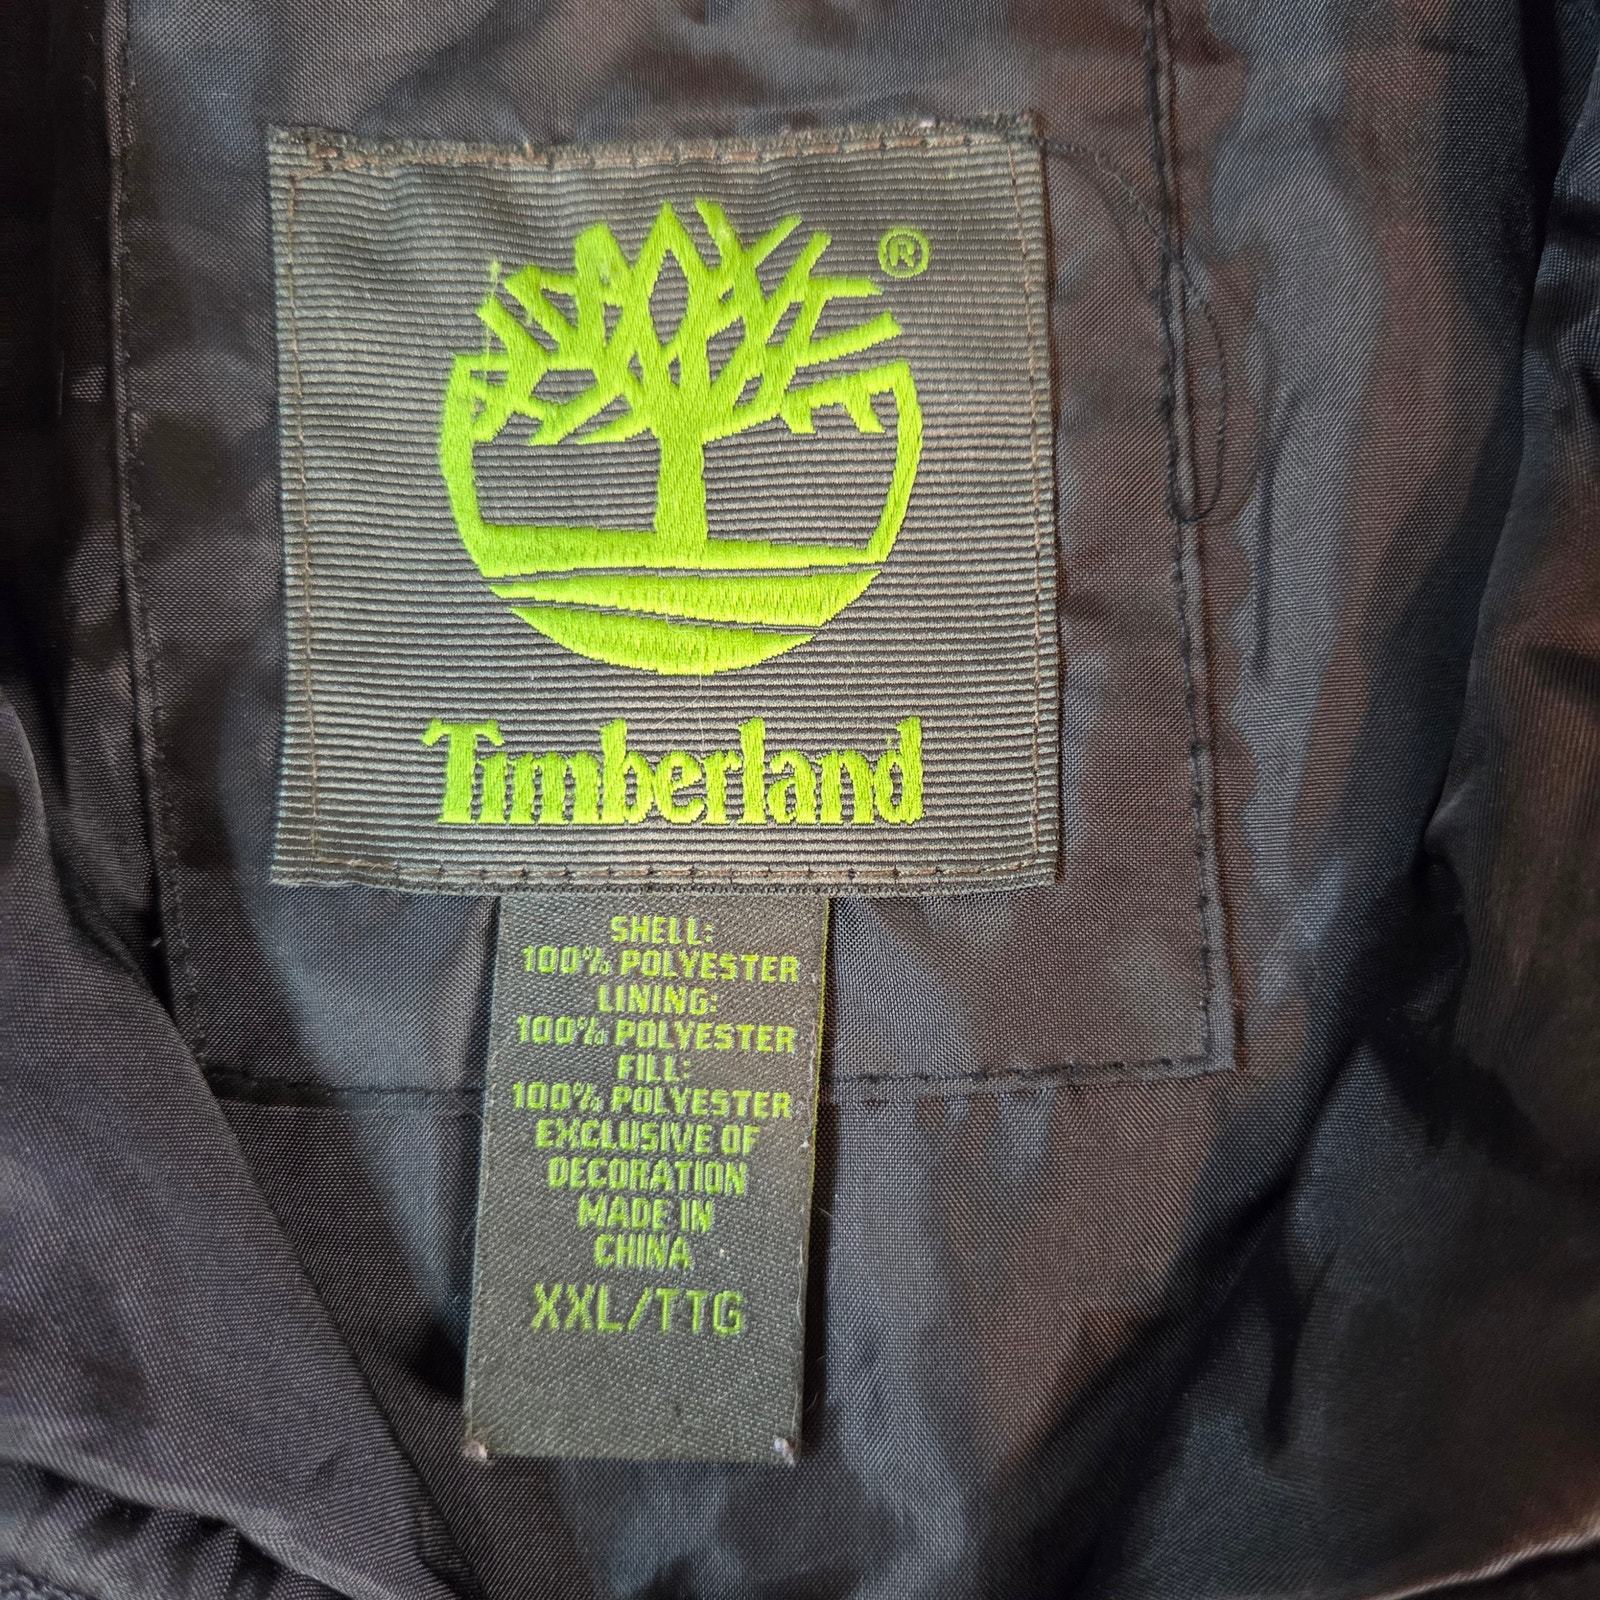 ®
Timberland
SHELL:
100% POLYESTER
LINING:
100% POLYESTER
FILL:
100% POLYESTER
EXCLUSIVE OF
DECORATION
MADE IN
CHINA
XXL/TTG